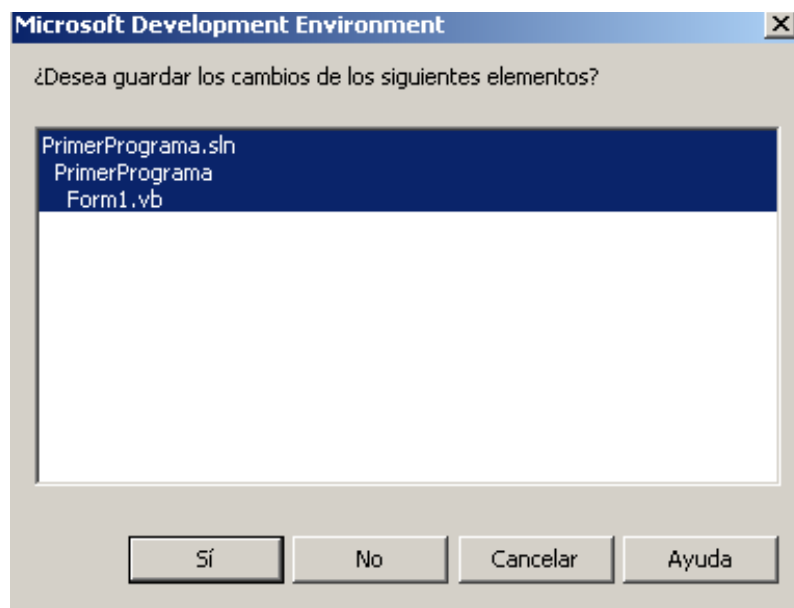 Microsoft Development Environment
¿Desea guardar los cambios de los siguientes elementos?
PrimerPrograma.sln
PrimerPrograma
Form1.vb
Sí No Cancelar Ayuda